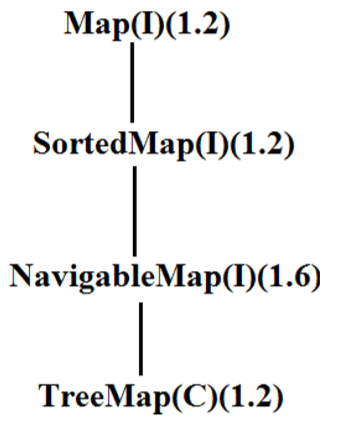 Map(I)(1.2)
SortedMap(I)(1.2)
NavigableMap(I)(1.6)
TreeMap(C)(1.2)